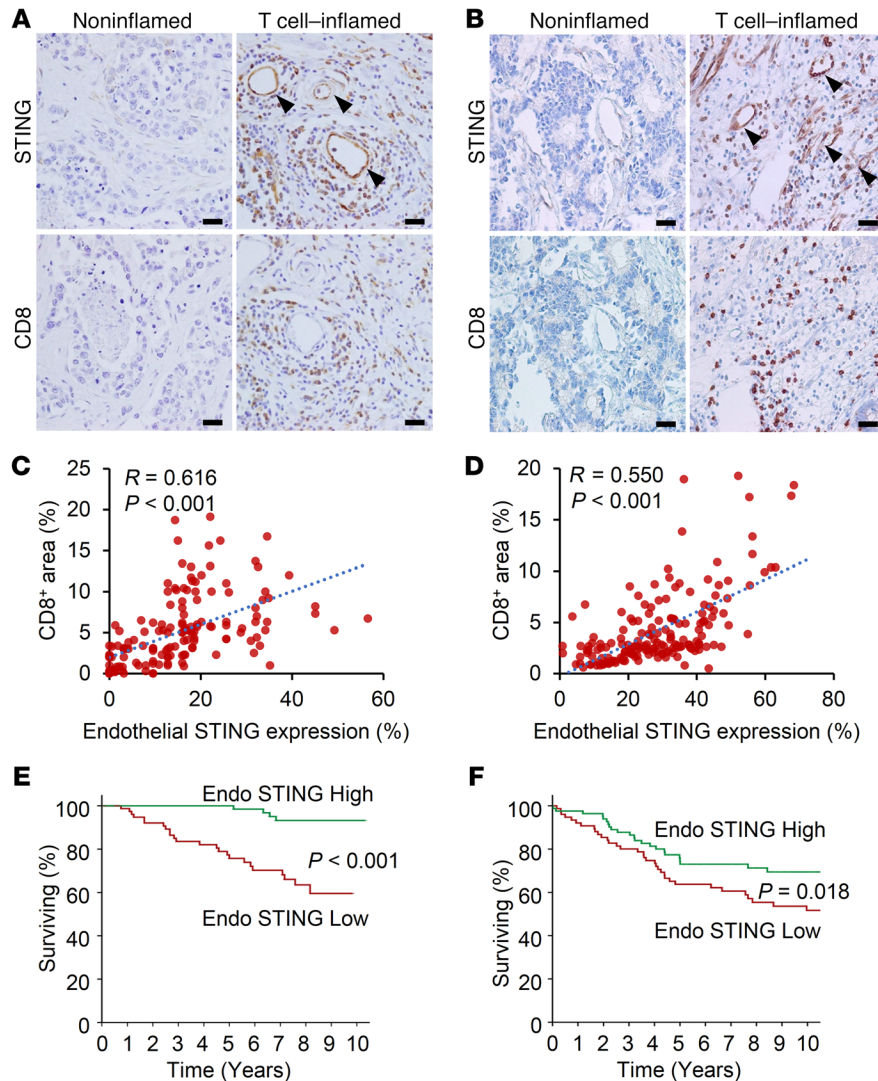 A
Noninflamed
T cell–inflamed
STING
CD8
B
Noninflamed
T cell–inflamed
STING
CD8
C
R = 0.616
P < 0.001
CD8⁺ area (%)
25
20
15
10
5
0
0
20
40
60
Endothelial STING expression (%)
D
R = 0.550
P < 0.001
CD8⁺ area (%)
20
15
10
5
0
0
20
40
60
80
Endothelial STING expression (%)
E
Endo STING High
P < 0.001
Endo STING Low
Surviving (%)
100
80
60
40
20
0
0 1 2 3 4 5 6 7 8 9 10
Time (Years)
F
Endo STING High
P = 0.018
Endo STING Low
Surviving (%)
100
80
60
40
20
0
0 1 2 3 4 5 6 7 8 9 10
Time (Years)